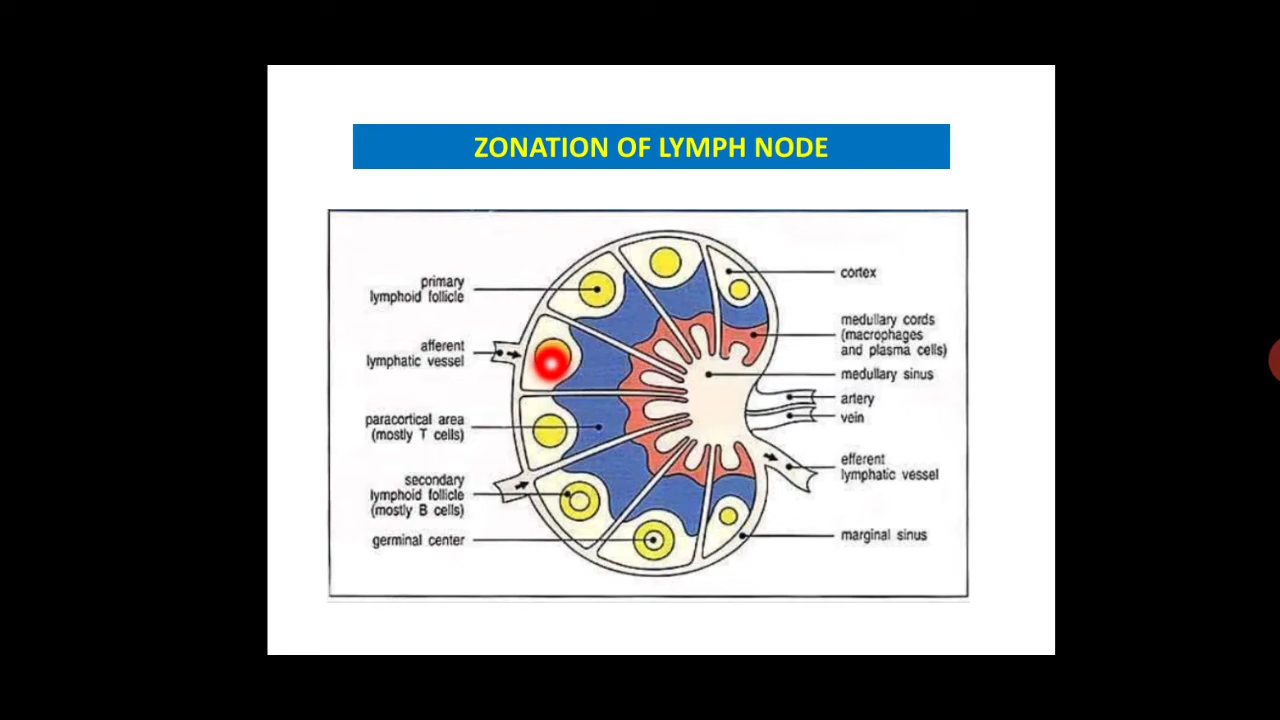 ZONATION OF LYMPH NODE
primary
lymphoid follicle
afferent
lymphatic vessel
paracortical area
(mostly T cells)
secondary
lymphoid follicle
(mostly B cells)
germinal center
cortex
medullary cords
(macrophages
and plasma cells)
medullary sinus
artery
vein
efferent
lymphatic vessel
marginal sinus